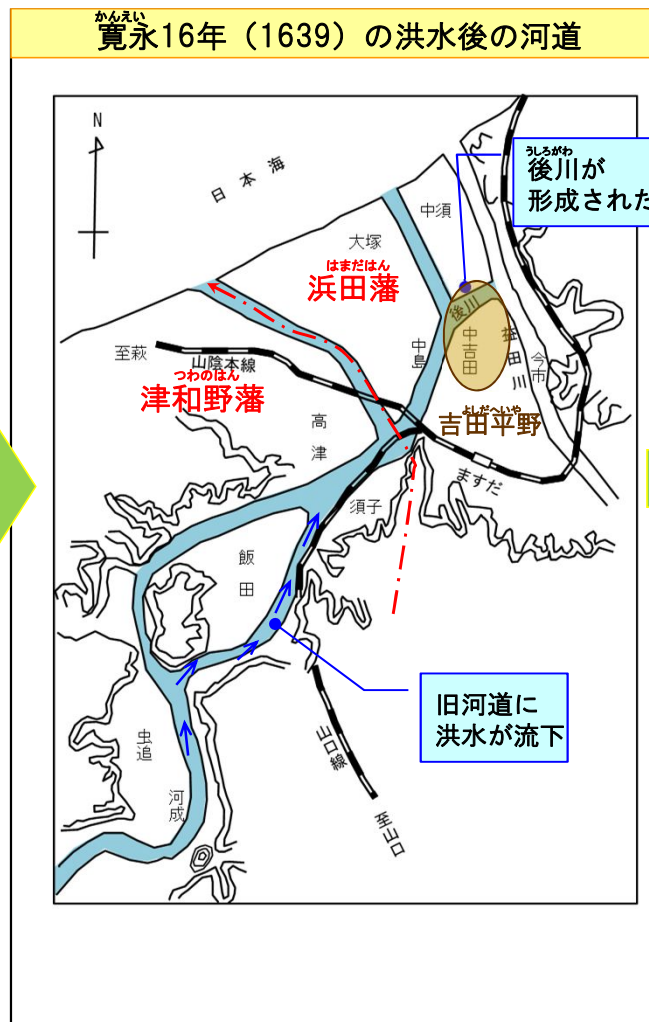 かんえい
寛永16年（1639）の洪水後の河道
N
日本海
うしろがわ
後川が
形成された
中須
大塚
はまだはん
浜田藩
後川
中島
中吉田
益田川
今市
至萩
山陰本線
つわのはん
津和野藩
高津
よしだへいや
吉田平野
ますだ
須子
飯田
旧河道に
洪水が流下
虫追
山口線
河成
至山口